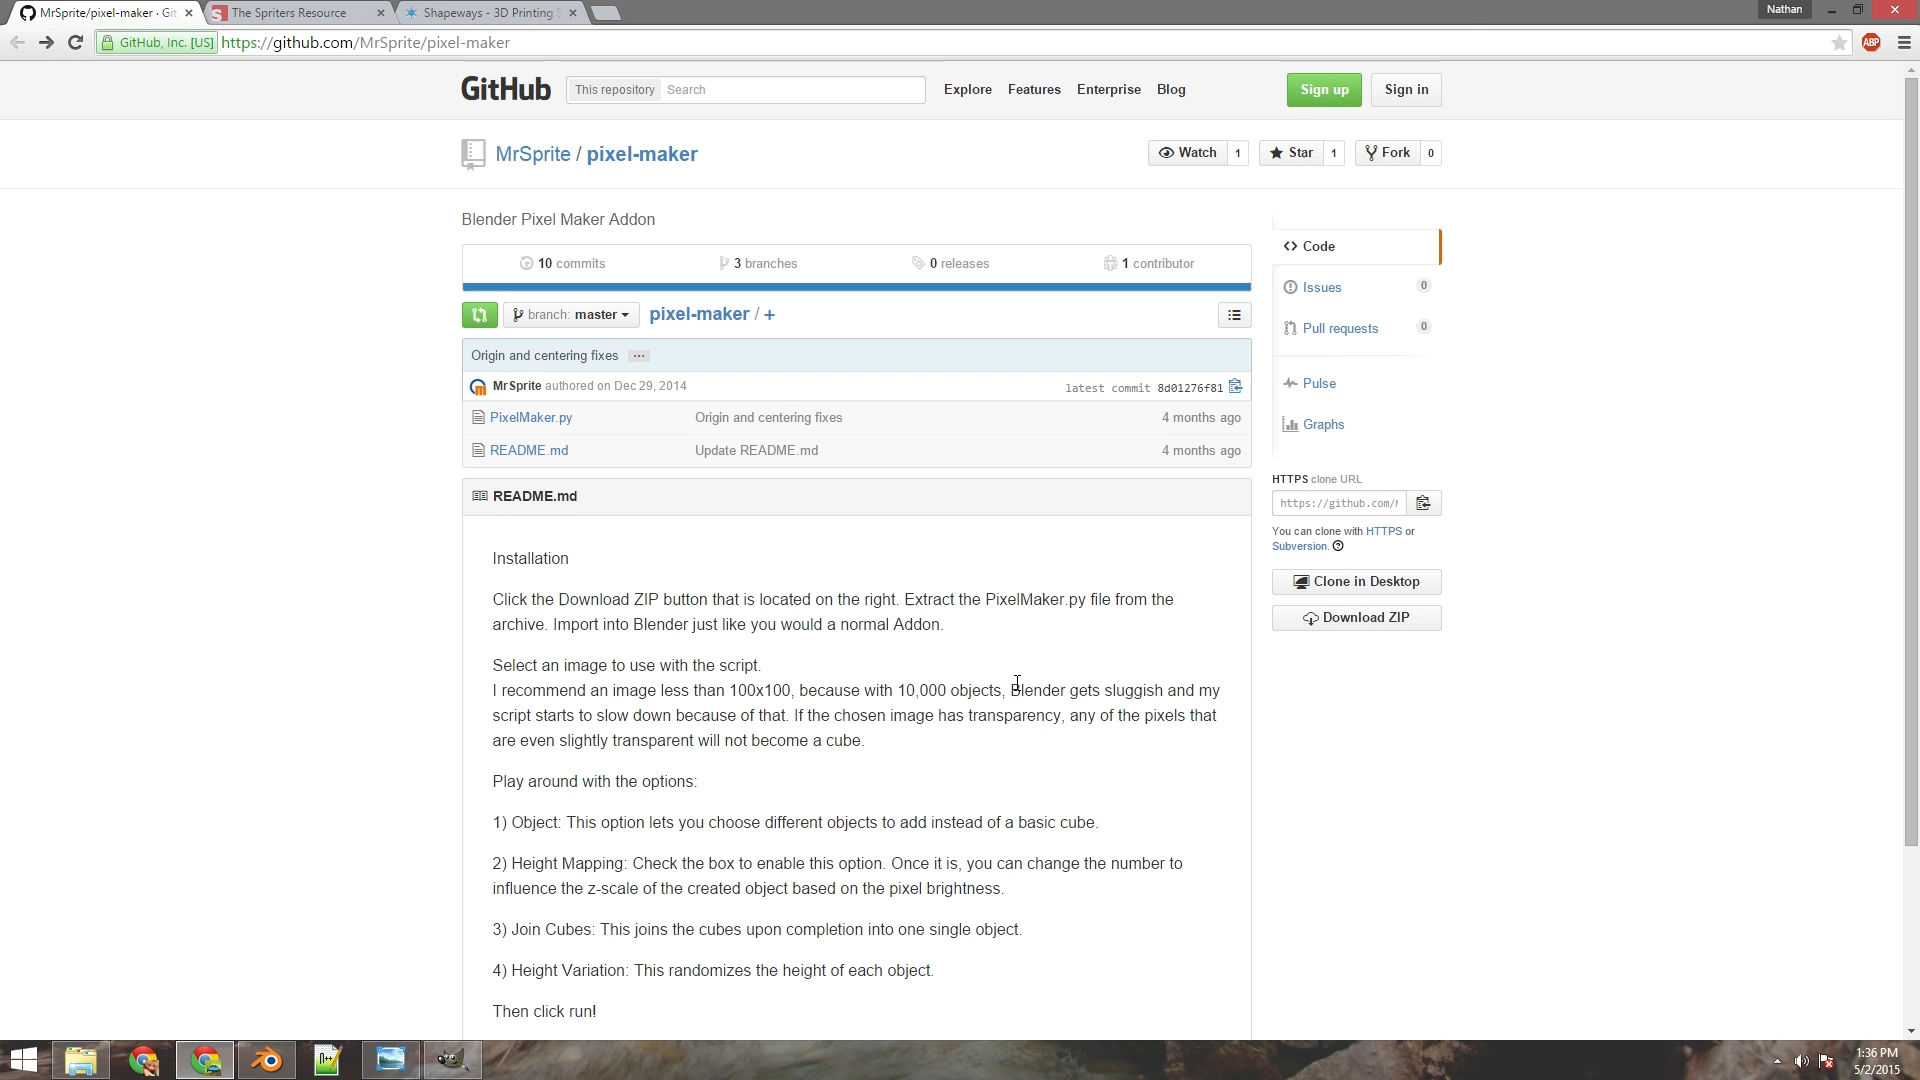 MrSprite/pixel-maker · Git
The Spriters Resource
Shapeways - 3D Printing S
Nathan
GitHub, Inc. [US]
https://github.com/MrSprite/pixel-maker
ABP
GitHub
This repository
Search
Explore
Features
Enterprise
Blog
Sign up
Sign in
MrSprite / pixel-maker
Watch 1
Star 1
Fork 0
Blender Pixel Maker Addon
10 commits
3 branches
0 releases
1 contributor
branch: master
pixel-maker / +
Origin and centering fixes ...
MrSprite authored on Dec 29, 2014
latest commit 8d01276f81
PixelMaker.py Origin and centering fixes 4 months ago
README.md Update README.md 4 months ago
README.md
Installation
Click the Download ZIP button that is located on the right. Extract the PixelMaker.py file from the
archive. Import into Blender just like you would a normal Addon.
Select an image to use with the script.
I recommend an image less than 100x100, because with 10,000 objects, Blender gets sluggish and my
script starts to slow down because of that. If the chosen image has transparency, any of the pixels that
are even slightly transparent will not become a cube.
Play around with the options:
1) Object: This option lets you choose different objects to add instead of a basic cube.
2) Height Mapping: Check the box to enable this option. Once it is, you can change the number to
influence the z-scale of the created object based on the pixel brightness.
3) Join Cubes: This joins the cubes upon completion into one single object.
4) Height Variation: This randomizes the height of each object.
Then click run!
Code
Issues 0
Pull requests 0
Pulse
Graphs
HTTPS clone URL
https://github.com/
You can clone with HTTPS or
Subversion.
Clone in Desktop
Download ZIP
1:36 PM
5/2/2015